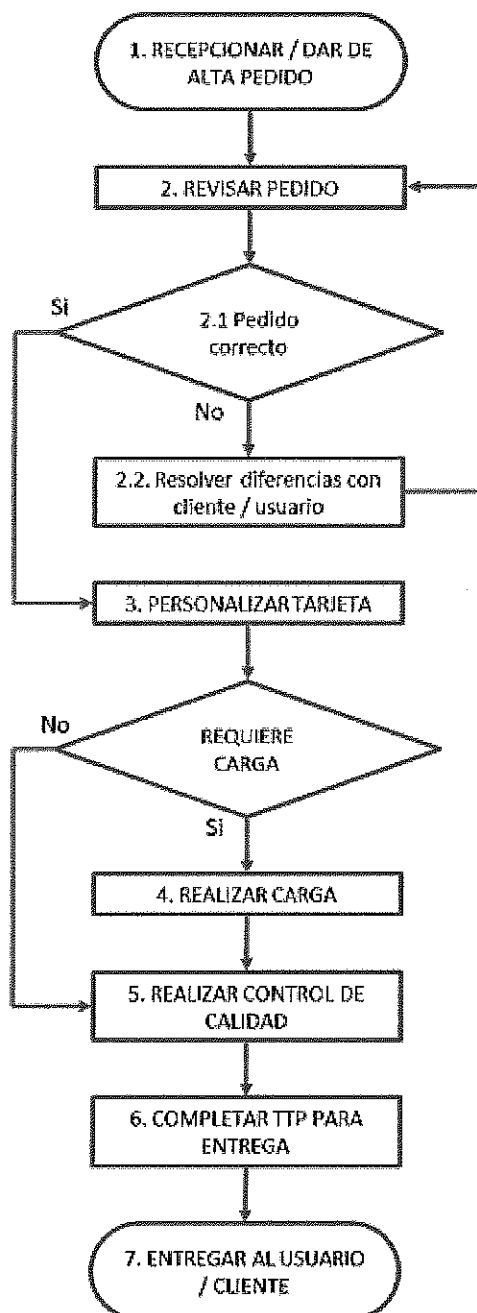 1. RECEPCIONAR / DAR DE
ALTA PEDIDO
2. REVISAR PEDIDO
Si
2.1 Pedido
correcto
No
2.2. Resolver diferencias con
cliente / usuario
3. PERSONALIZAR TARJETA
No
REQUIERE
CARGA
Si
4. REALIZAR CARGA
5. REALIZAR CONTROL DE
CALIDAD
6. COMPLETAR TTP PARA
ENTREGA
7. ENTREGAR AL USUARIO
/ CLIENTE